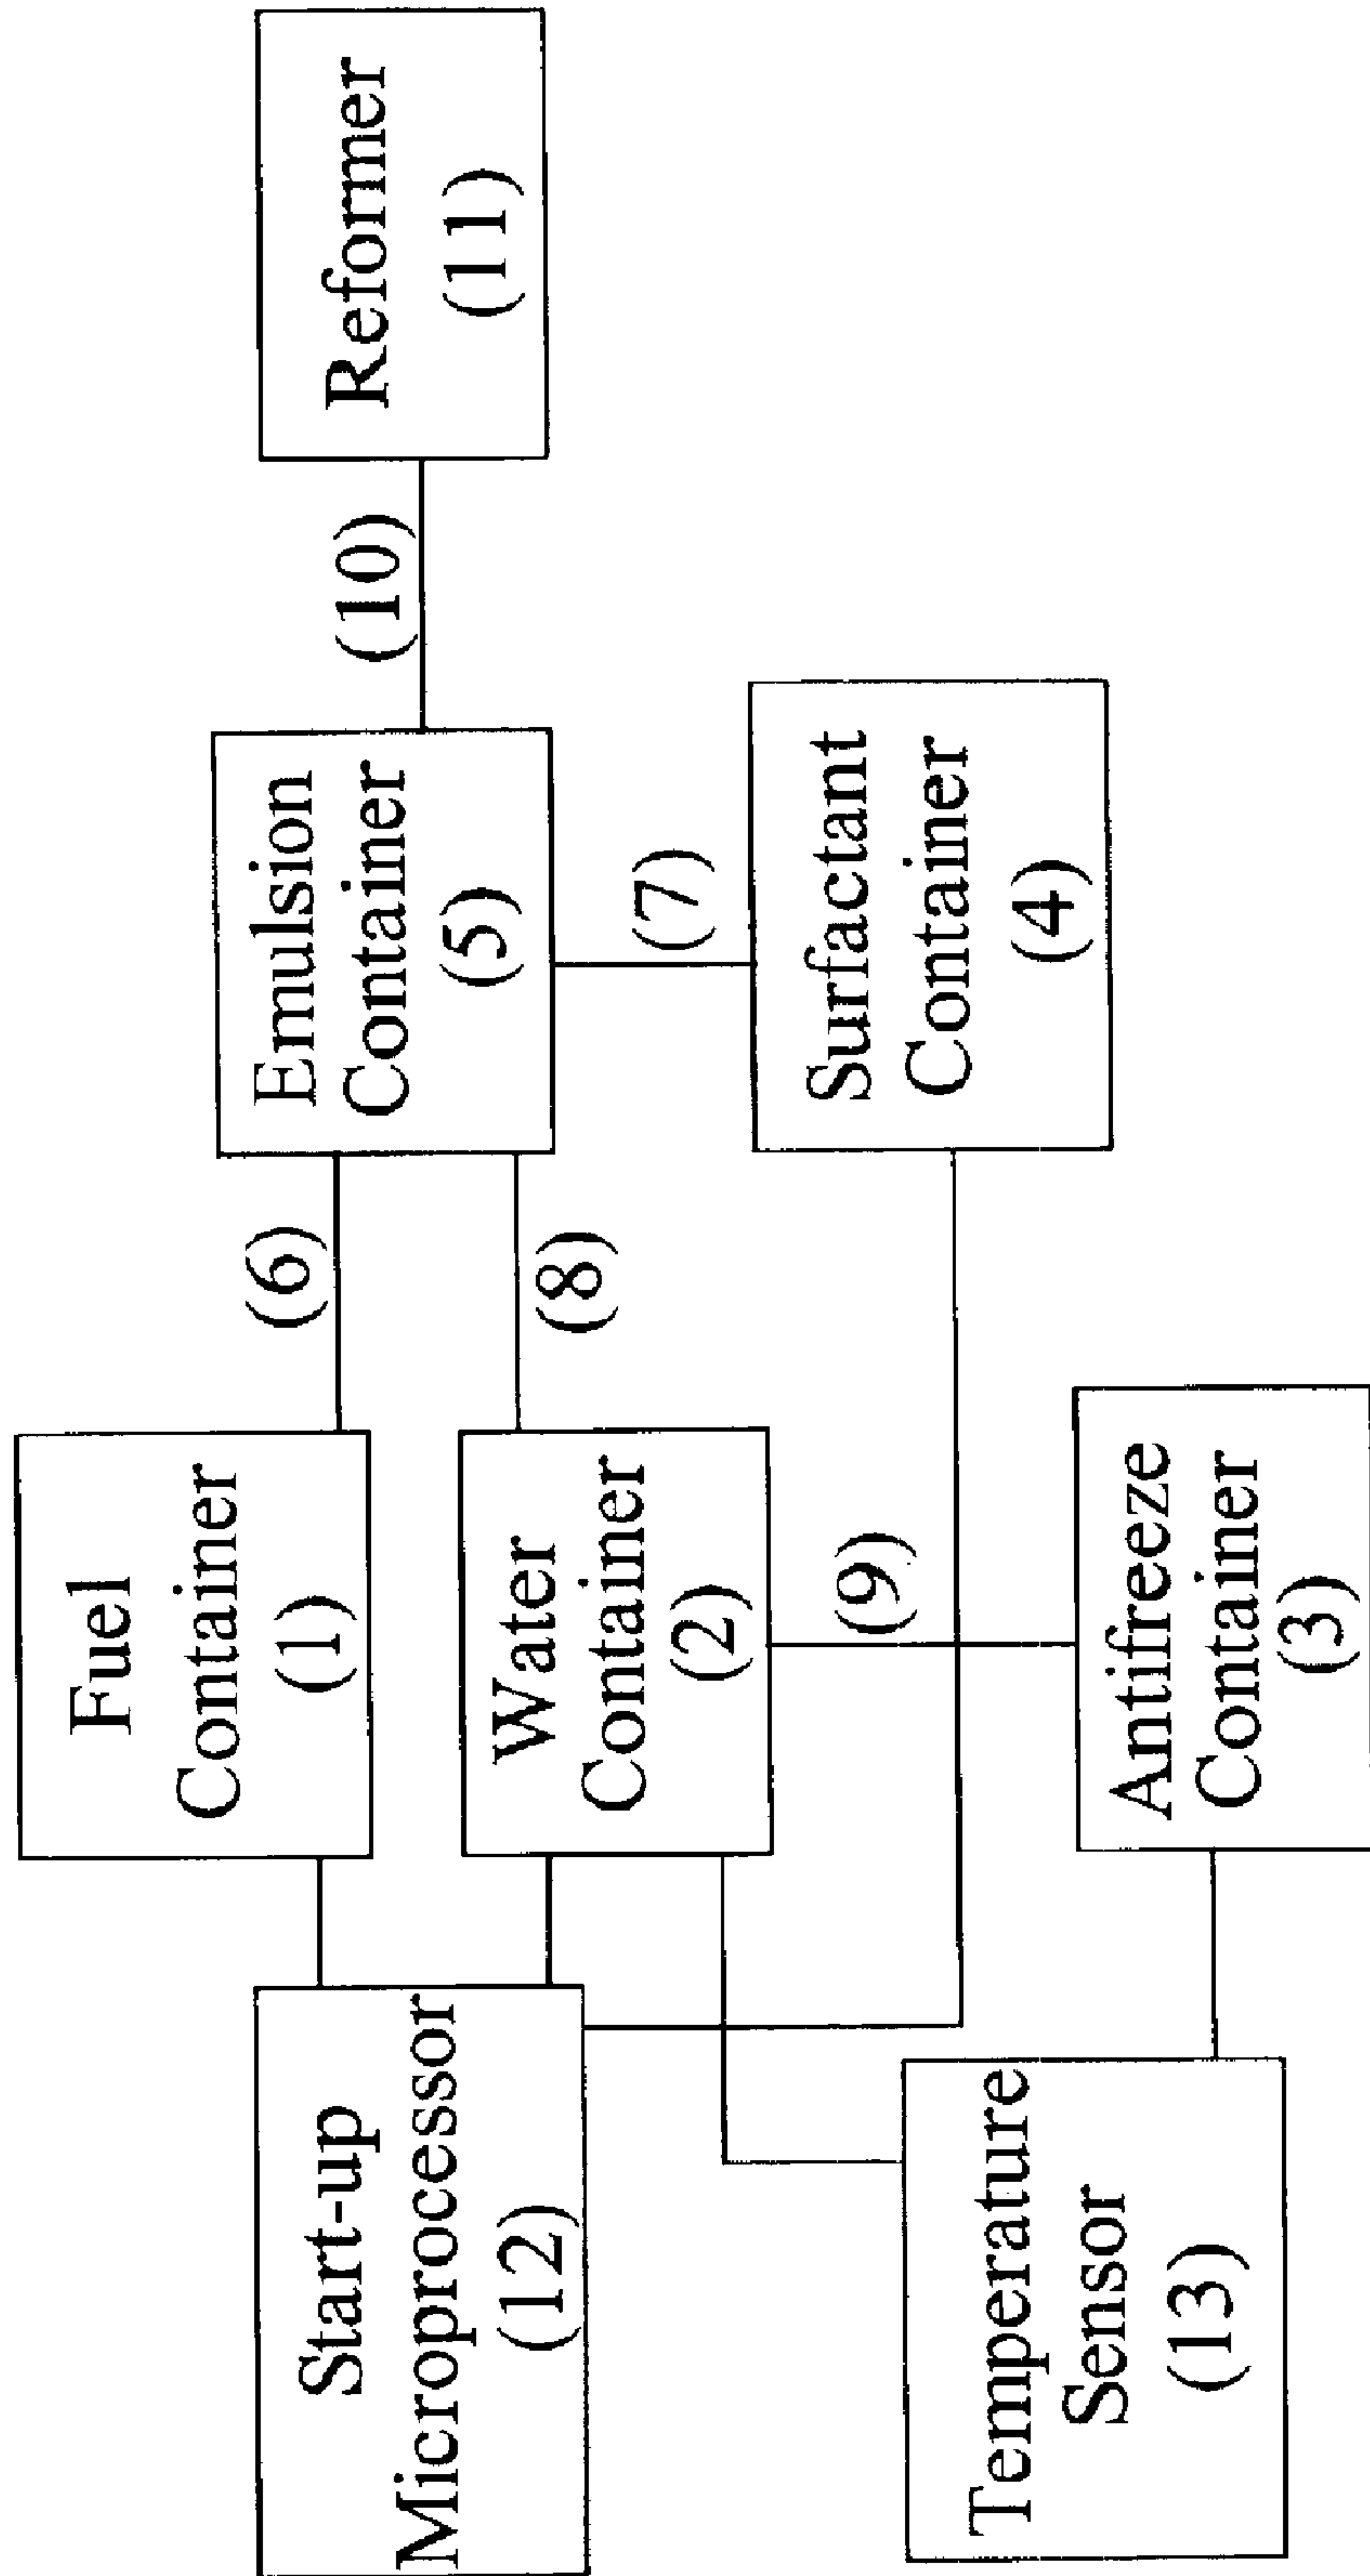 Fuel
Container
(1)
Start-up
Microprocessor
(12)
(6)
Emulsion
Container
(5)
(10)
Reformer
(11)
Water
Container
(2)
(8)
(7)
(9)
Surfactant
Container
(4)
Temperature
Sensor
(13)
Antifreeze
Container
(3)